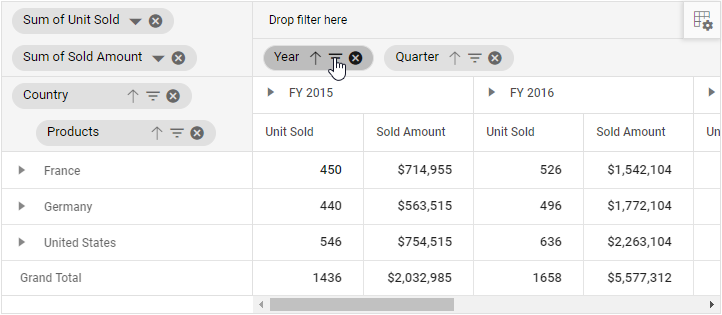 Sum of Unit Sold
Drop filter here
Sum of Sold Amount
Year Quarter
Country
FY 2015 FY 2016
Products
Unit Sold Sold Amount Unit Sold Sold Amount Un
France 450 $714,955 526 $1,542,104
Germany 440 $563,515 496 $1,772,104
United States 546 $754,515 636 $2,263,104
Grand Total 1436 $2,032,985 1658 $5,577,312